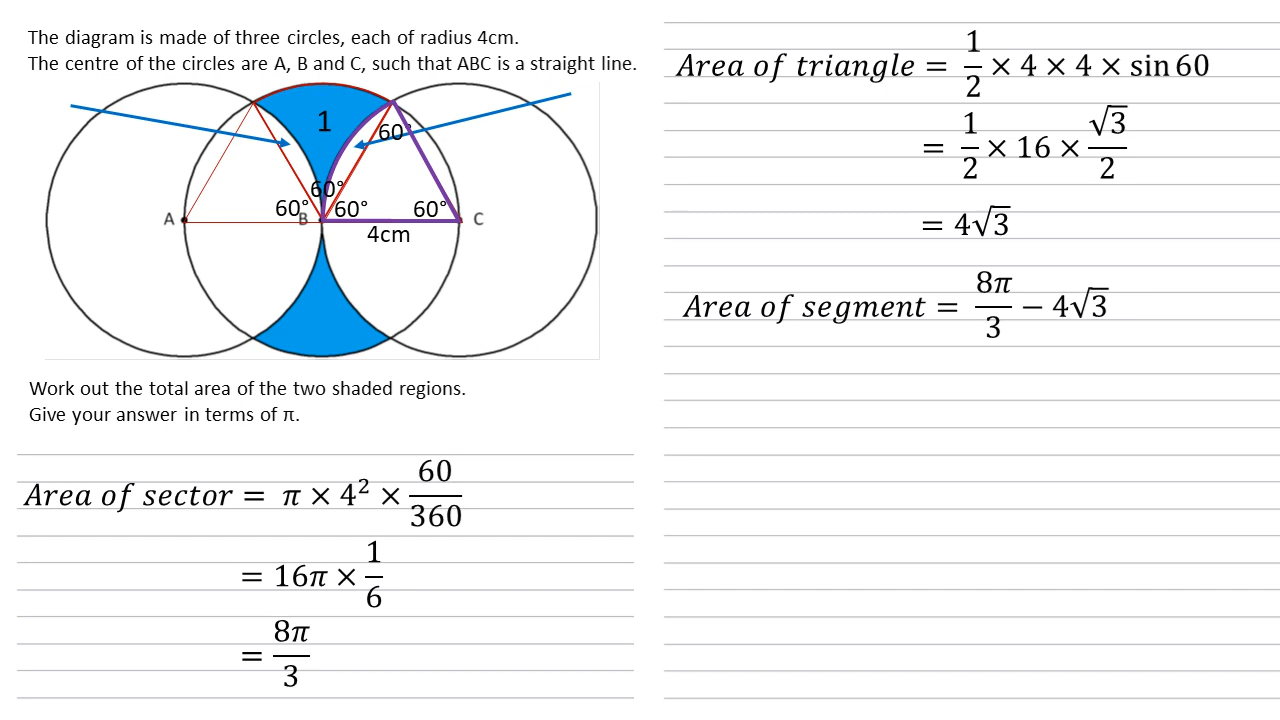 The diagram is made of three circles, each of radius 4cm.
The centre of the circles are A, B and C, such that ABC is a straight line.
1
60°
60°
60° 60° 60°
A B C
4cm
Work out the total area of the two shaded regions.
Give your answer in terms of π.
Area of sector = π × 4² × 60/360
= 16π × 1/6
= 8π/3
Area of triangle = 1/2 × 4 × 4 × sin 60
= 1/2 × 16 × √3/2
= 4√3
Area of segment = 8π/3 − 4√3